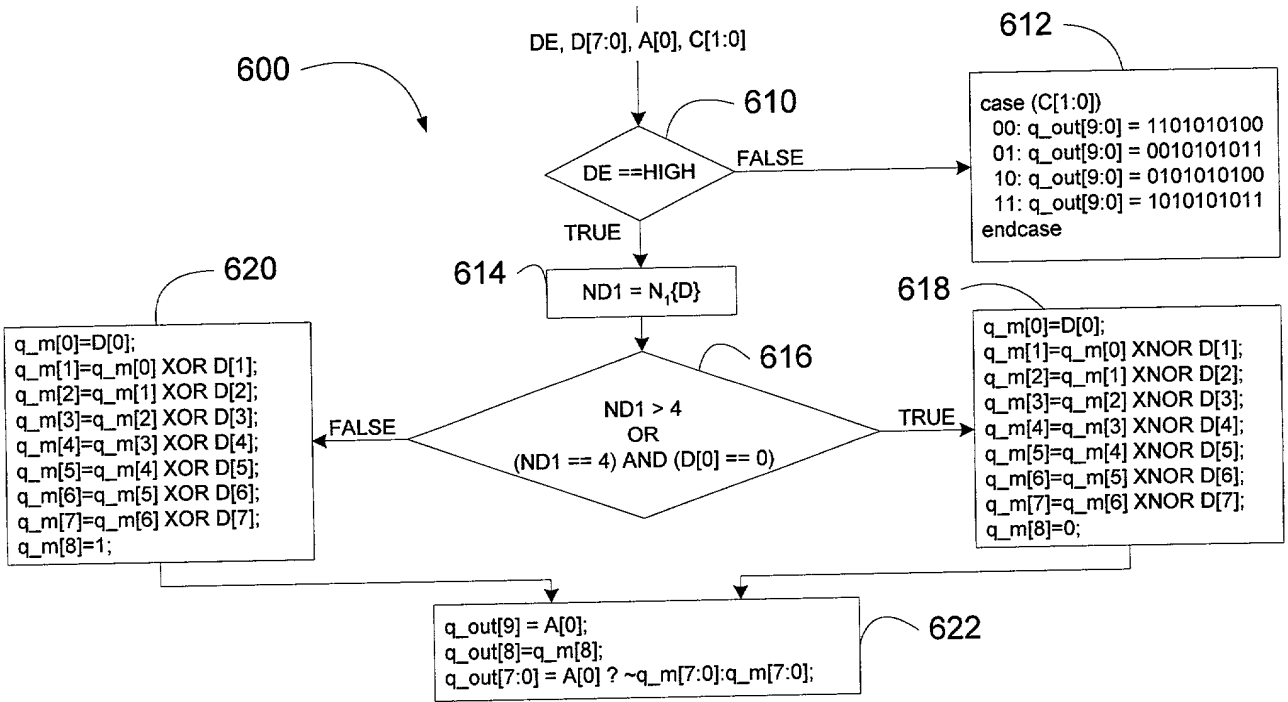 DE, D[7:0], A[0], C[1:0]
600
610
DE ==HIGH
FALSE
TRUE
612
case (C[1:0])
00: q_out[9:0] = 1101010100
01: q_out[9:0] = 0010101011
10: q_out[9:0] = 0101010100
11: q_out[9:0] = 1010101011
endcase
614
ND1 = N1{D}
616
ND1 > 4
OR
(ND1 == 4) AND (D[0] == 0)
FALSE
TRUE
620
q_m[0]=D[0];
q_m[1]=q_m[0] XOR D[1];
q_m[2]=q_m[1] XOR D[2];
q_m[3]=q_m[2] XOR D[3];
q_m[4]=q_m[3] XOR D[4];
q_m[5]=q_m[4] XOR D[5];
q_m[6]=q_m[5] XOR D[6];
q_m[7]=q_m[6] XOR D[7];
q_m[8]=1;
618
q_m[0]=D[0];
q_m[1]=q_m[0] XNOR D[1];
q_m[2]=q_m[1] XNOR D[2];
q_m[3]=q_m[2] XNOR D[3];
q_m[4]=q_m[3] XNOR D[4];
q_m[5]=q_m[4] XNOR D[5];
q_m[6]=q_m[5] XNOR D[6];
q_m[7]=q_m[6] XNOR D[7];
q_m[8]=0;
q_out[9] = A[0];
q_out[8]=q_m[8];
q_out[7:0] = A[0] ? ~q_m[7:0]:q_m[7:0];
622